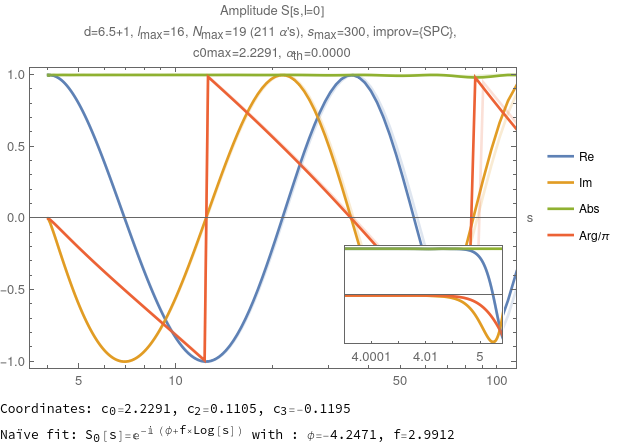 Amplitude S[s,l=0]
d=6.5+1, lmax=16, Nmax=19 (211 α's), smax=300, improv={SPC},
c0max=2.2291, αth=0.0000
1.0
0.5
0.0
-0.5
-1.0
5
10
50
100
s
4.0001
4.01
5
Re
Im
Abs
Arg/π
Coordinates: c0=2.2291, c2=0.1105, c3=-0.1195
Naïve fit: S0[s]=e^-i (ϕ+f×Log[s]) with : ϕ=-4.2471, f=2.9912